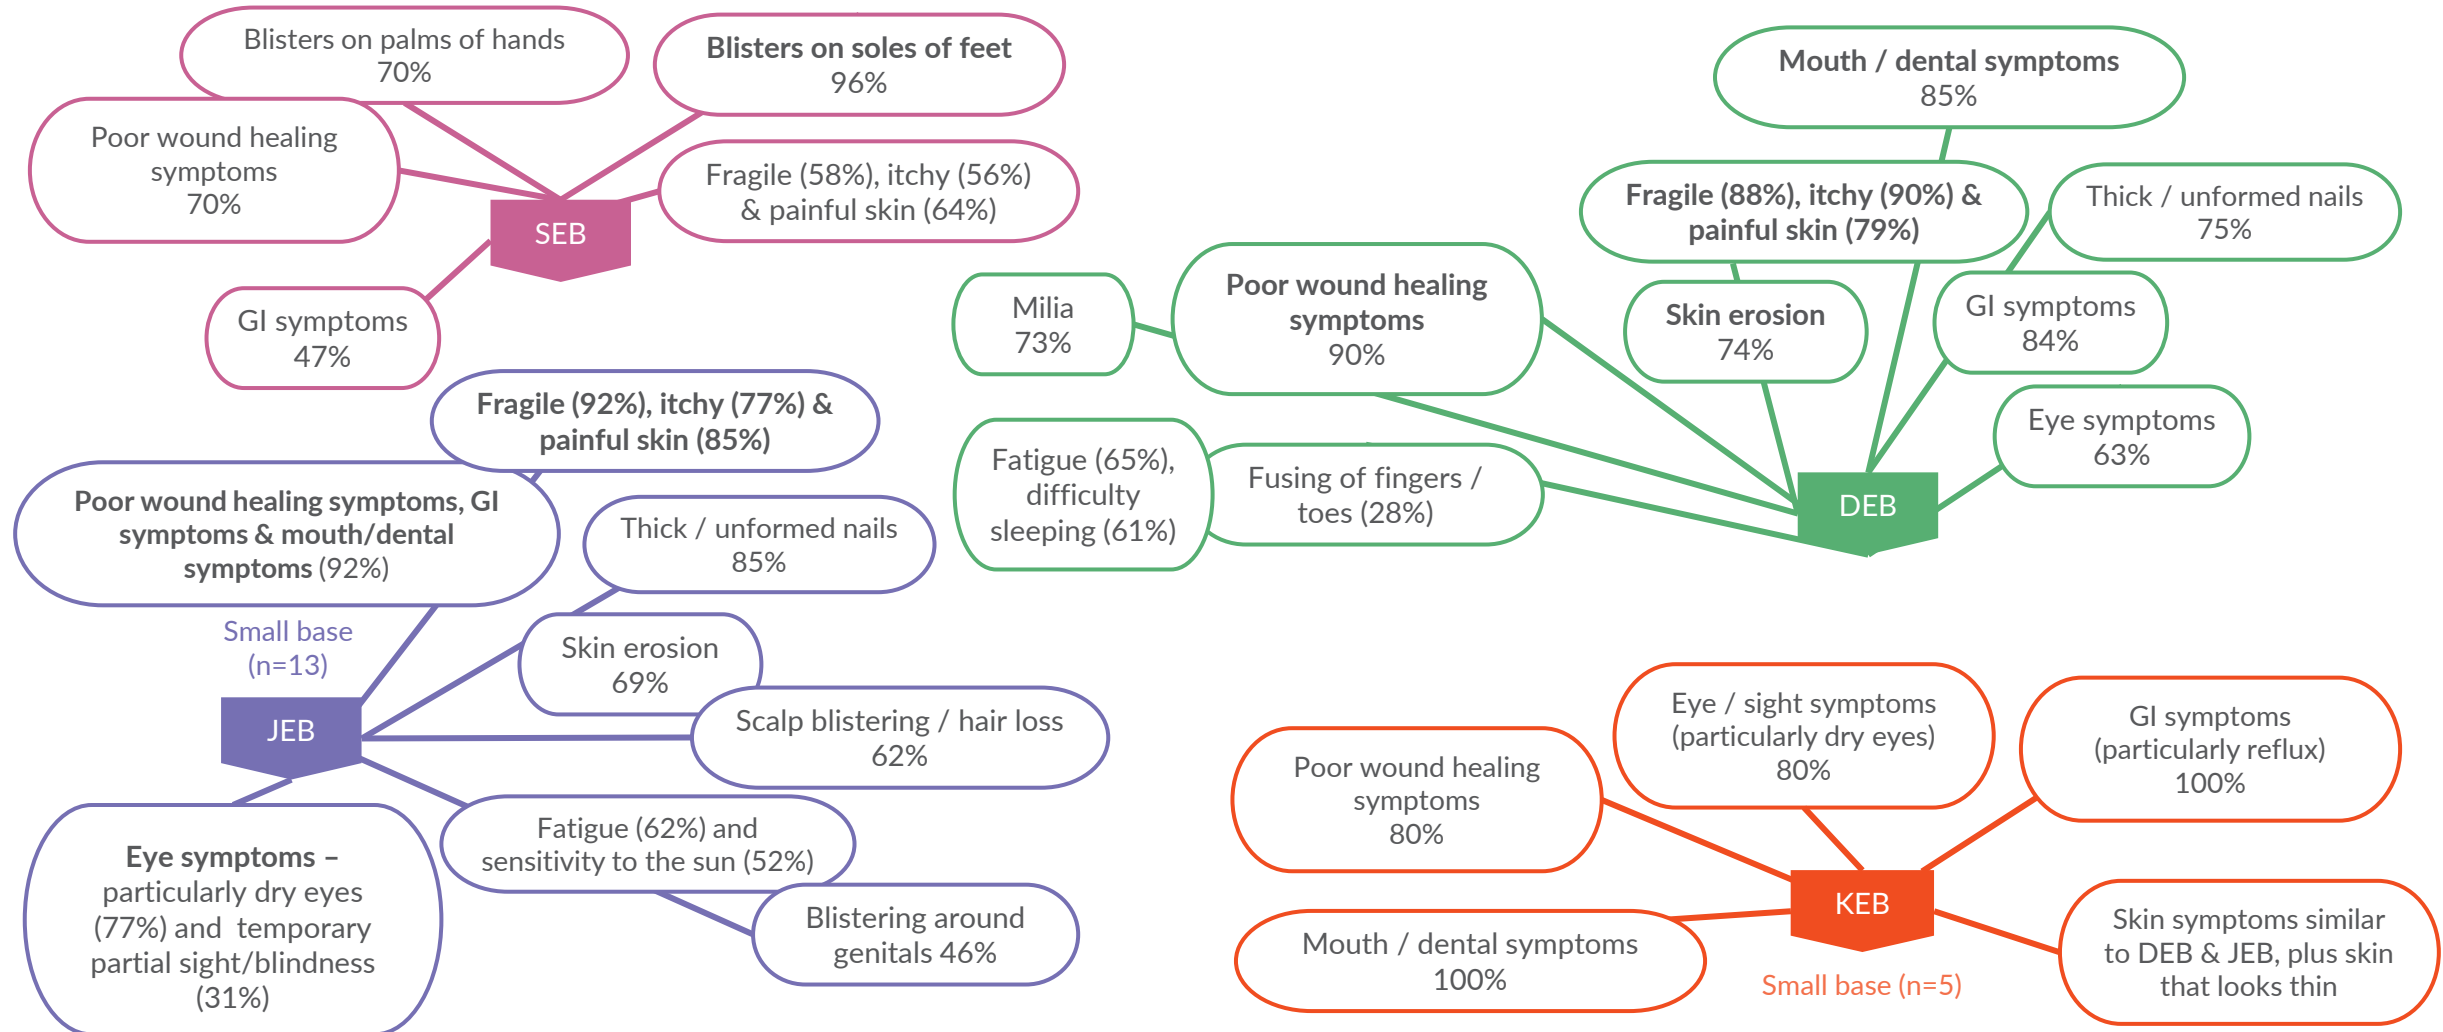 Blisters on palms of hands
70%
Blisters on soles of feet
96%
Poor wound healing
symptoms
70%
Fragile (58%), itchy (56%)
& painful skin (64%)
SEB
GI symptoms
47%
Mouth / dental symptoms
85%
Fragile (88%), itchy (90%) &
painful skin (79%)
Thick / unformed nails
75%
Poor wound healing
symptoms
90%
Milia
73%
Skin erosion
74%
GI symptoms
84%
Eye symptoms
63%
Fatigue (65%),
difficulty
sleeping (61%)
Fusing of fingers /
toes (28%)
DEB
Fragile (92%), itchy (77%) &
painful skin (85%)
Poor wound healing symptoms, GI
symptoms & mouth/dental
symptoms (92%)
Thick / unformed nails
85%
Small base
(n=13)
Skin erosion
69%
JEB
Scalp blistering / hair loss
62%
Fatigue (62%) and
sensitivity to the sun (52%)
Eye symptoms –
particularly dry eyes
(77%) and temporary
partial sight/blindness
(31%)
Blistering around
genitals 46%
Eye / sight symptoms
(particularly dry eyes)
80%
GI symptoms
(particularly reflux)
100%
Poor wound healing
symptoms
80%
KEB
Mouth / dental symptoms
100%
Small base (n=5)
Skin symptoms similar
to DEB & JEB, plus skin
that looks thin